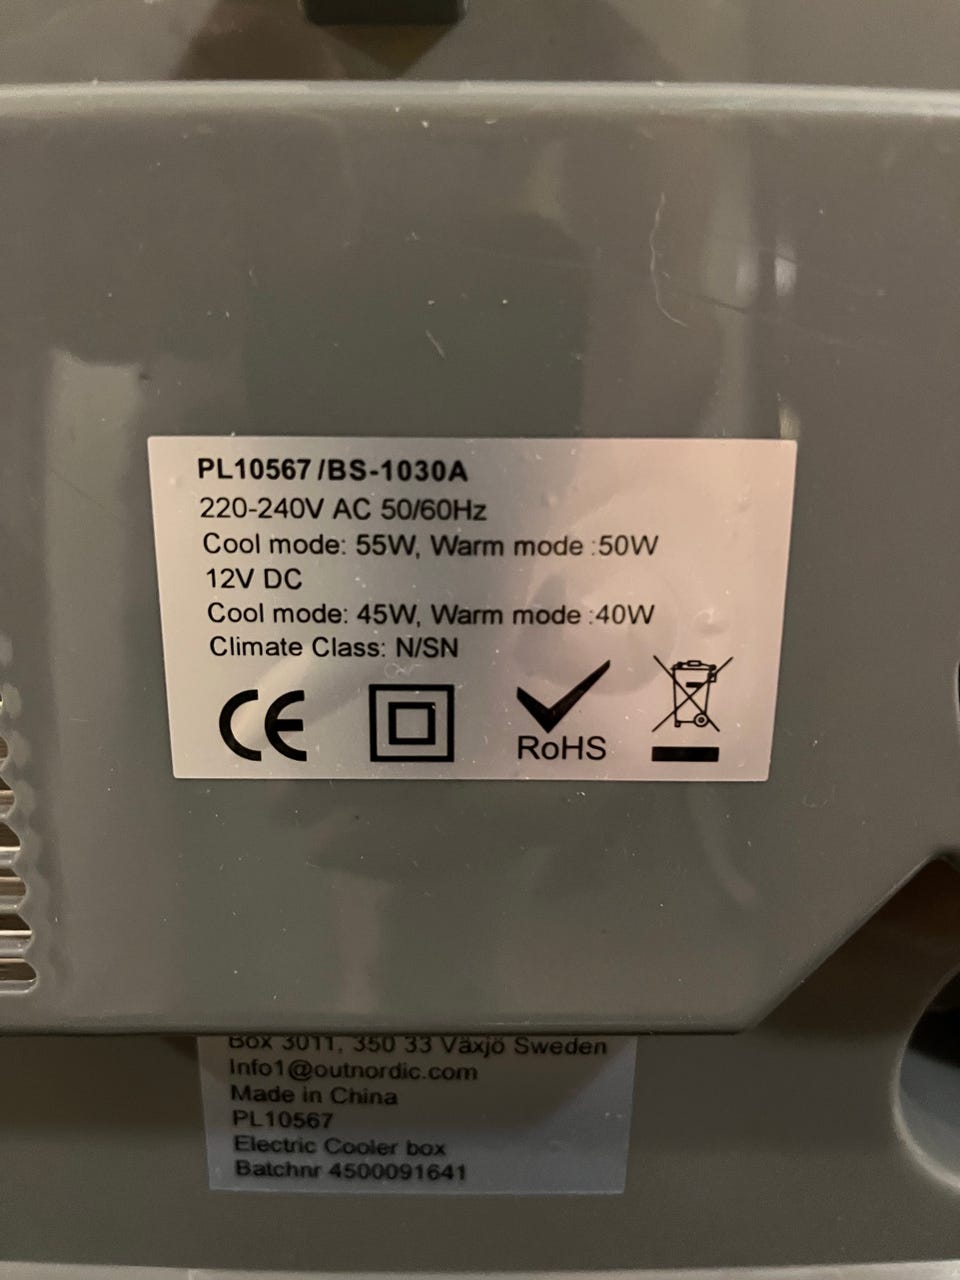 PL10567/BS-1030A
220-240V AC 50/60Hz
Cool mode: 55W, Warm mode :50W
12V DC
Cool mode: 45W, Warm mode :40W
Climate Class: N/SN
CE
RoHS
Box 3011, 350 33 Växjö Sweden
Info1@outnordic.com
Made in China
PL10567
Electric Cooler box
Batchnr 4500091641